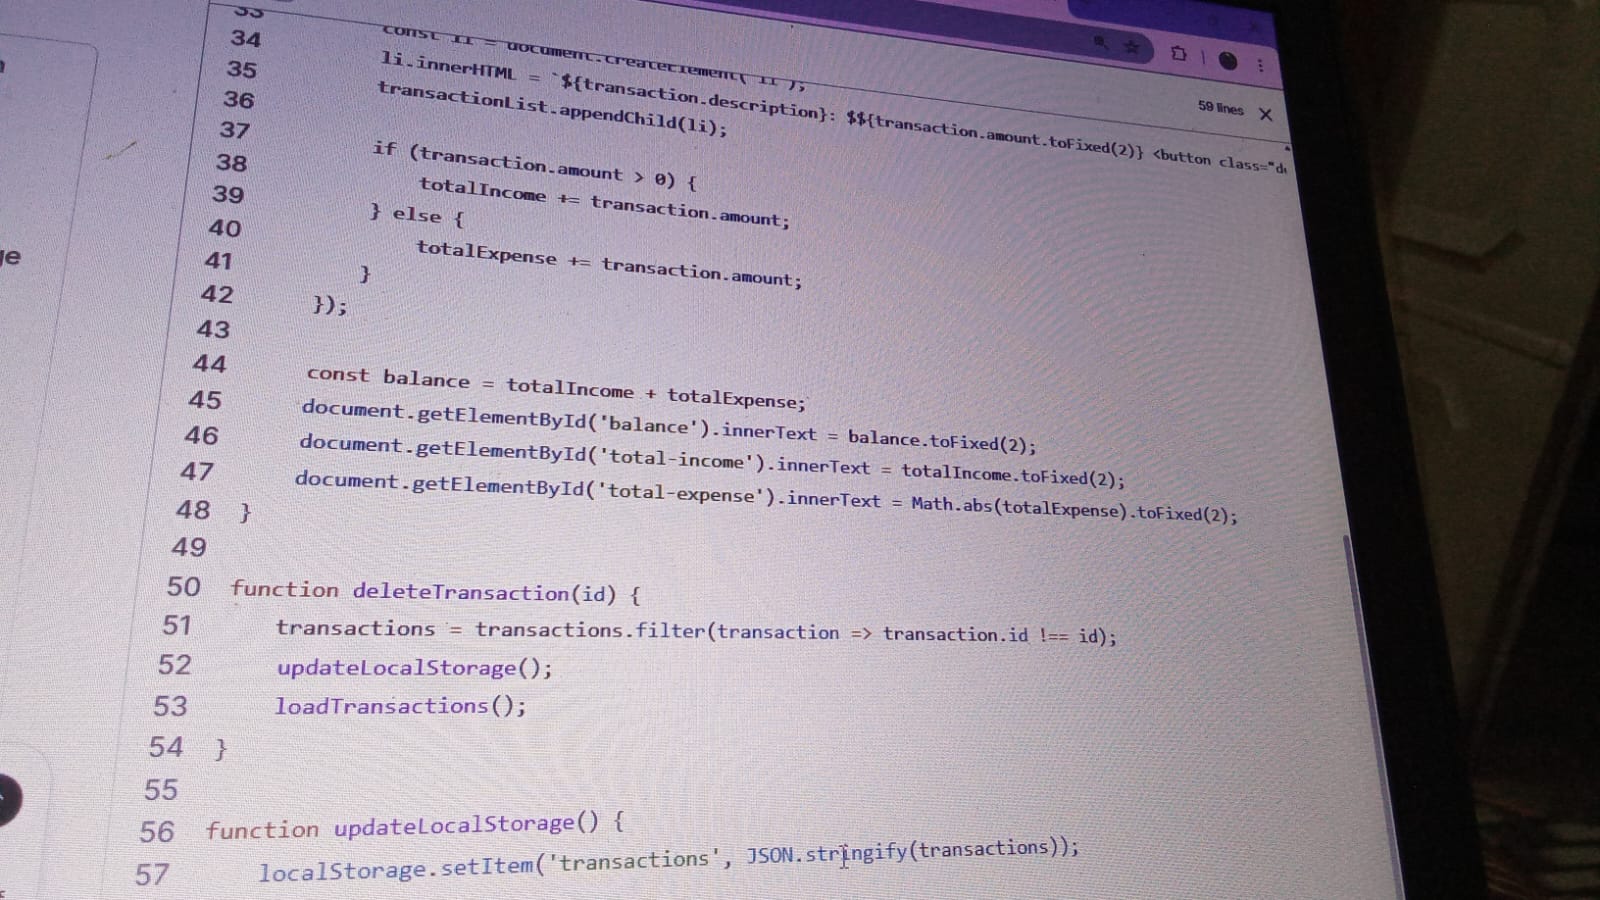 59 lines
33
34 const li = document.createElement('li');
35 li.innerHTML = `${transaction.description}: $${transaction.amount.toFixed(2)} <button class="de
36 transactionList.appendChild(li);
37
38 if (transaction.amount > 0) {
39 totalIncome += transaction.amount;
40 } else {
41 totalExpense += transaction.amount;
42 }
43 });
44 const balance = totalIncome + totalExpense;
45 document.getElementById('balance').innerText = balance.toFixed(2);
46 document.getElementById('total-income').innerText = totalIncome.toFixed(2);
47 document.getElementById('total-expense').innerText = Math.abs(totalExpense).toFixed(2);
48 }
49
50 function deleteTransaction(id) {
51 transactions = transactions.filter(transaction => transaction.id !== id);
52 updateLocalStorage();
53 loadTransactions();
54 }
55
56 function updateLocalStorage() {
57 localStorage.setItem('transactions', JSON.stringify(transactions));